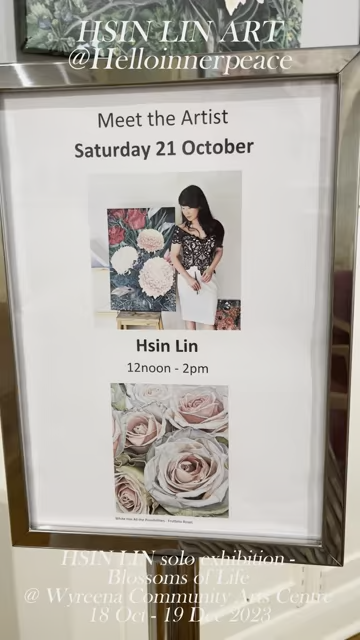 HSIN LIN ART
@Helloinnerpeace
Meet the Artist
Saturday 21 October
Hsin Lin
12noon - 2pm
HSIN LIN solo exhibition -
Blossoms of Life
@ Wyreena Community Arts Centre
18 Oct - 19 Dec 2023